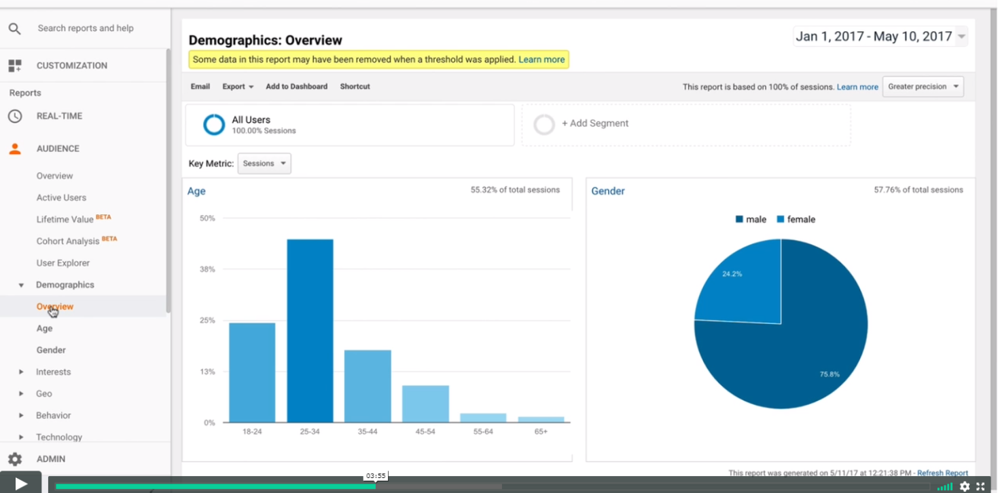 Search reports and help
CUSTOMIZATION
Reports
REAL-TIME
AUDIENCE
Overview
Active Users
Lifetime Value BETA
Cohort Analysis BETA
User Explorer
Demographics
Overview
Age
Gender
Interests
Geo
Behavior
Technology
ADMIN
Demographics: Overview
Jan 1, 2017 - May 10, 2017
Some data in this report may have been removed when a threshold was applied. Learn more
Email Export Add to Dashboard Shortcut
This report is based on 100% of sessions. Learn more Greater precision
All Users
100.00% Sessions
+ Add Segment
Key Metric: Sessions
Age 55.32% of total sessions
50%
38%
25%
13%
0%
18-24 25-34 35-44 45-54 55-64 65+
Gender 57.76% of total sessions
male female
24.2%
75.8%
This report was generated on 5/11/17 at 12:21:38 PM - Refresh Report
03:55